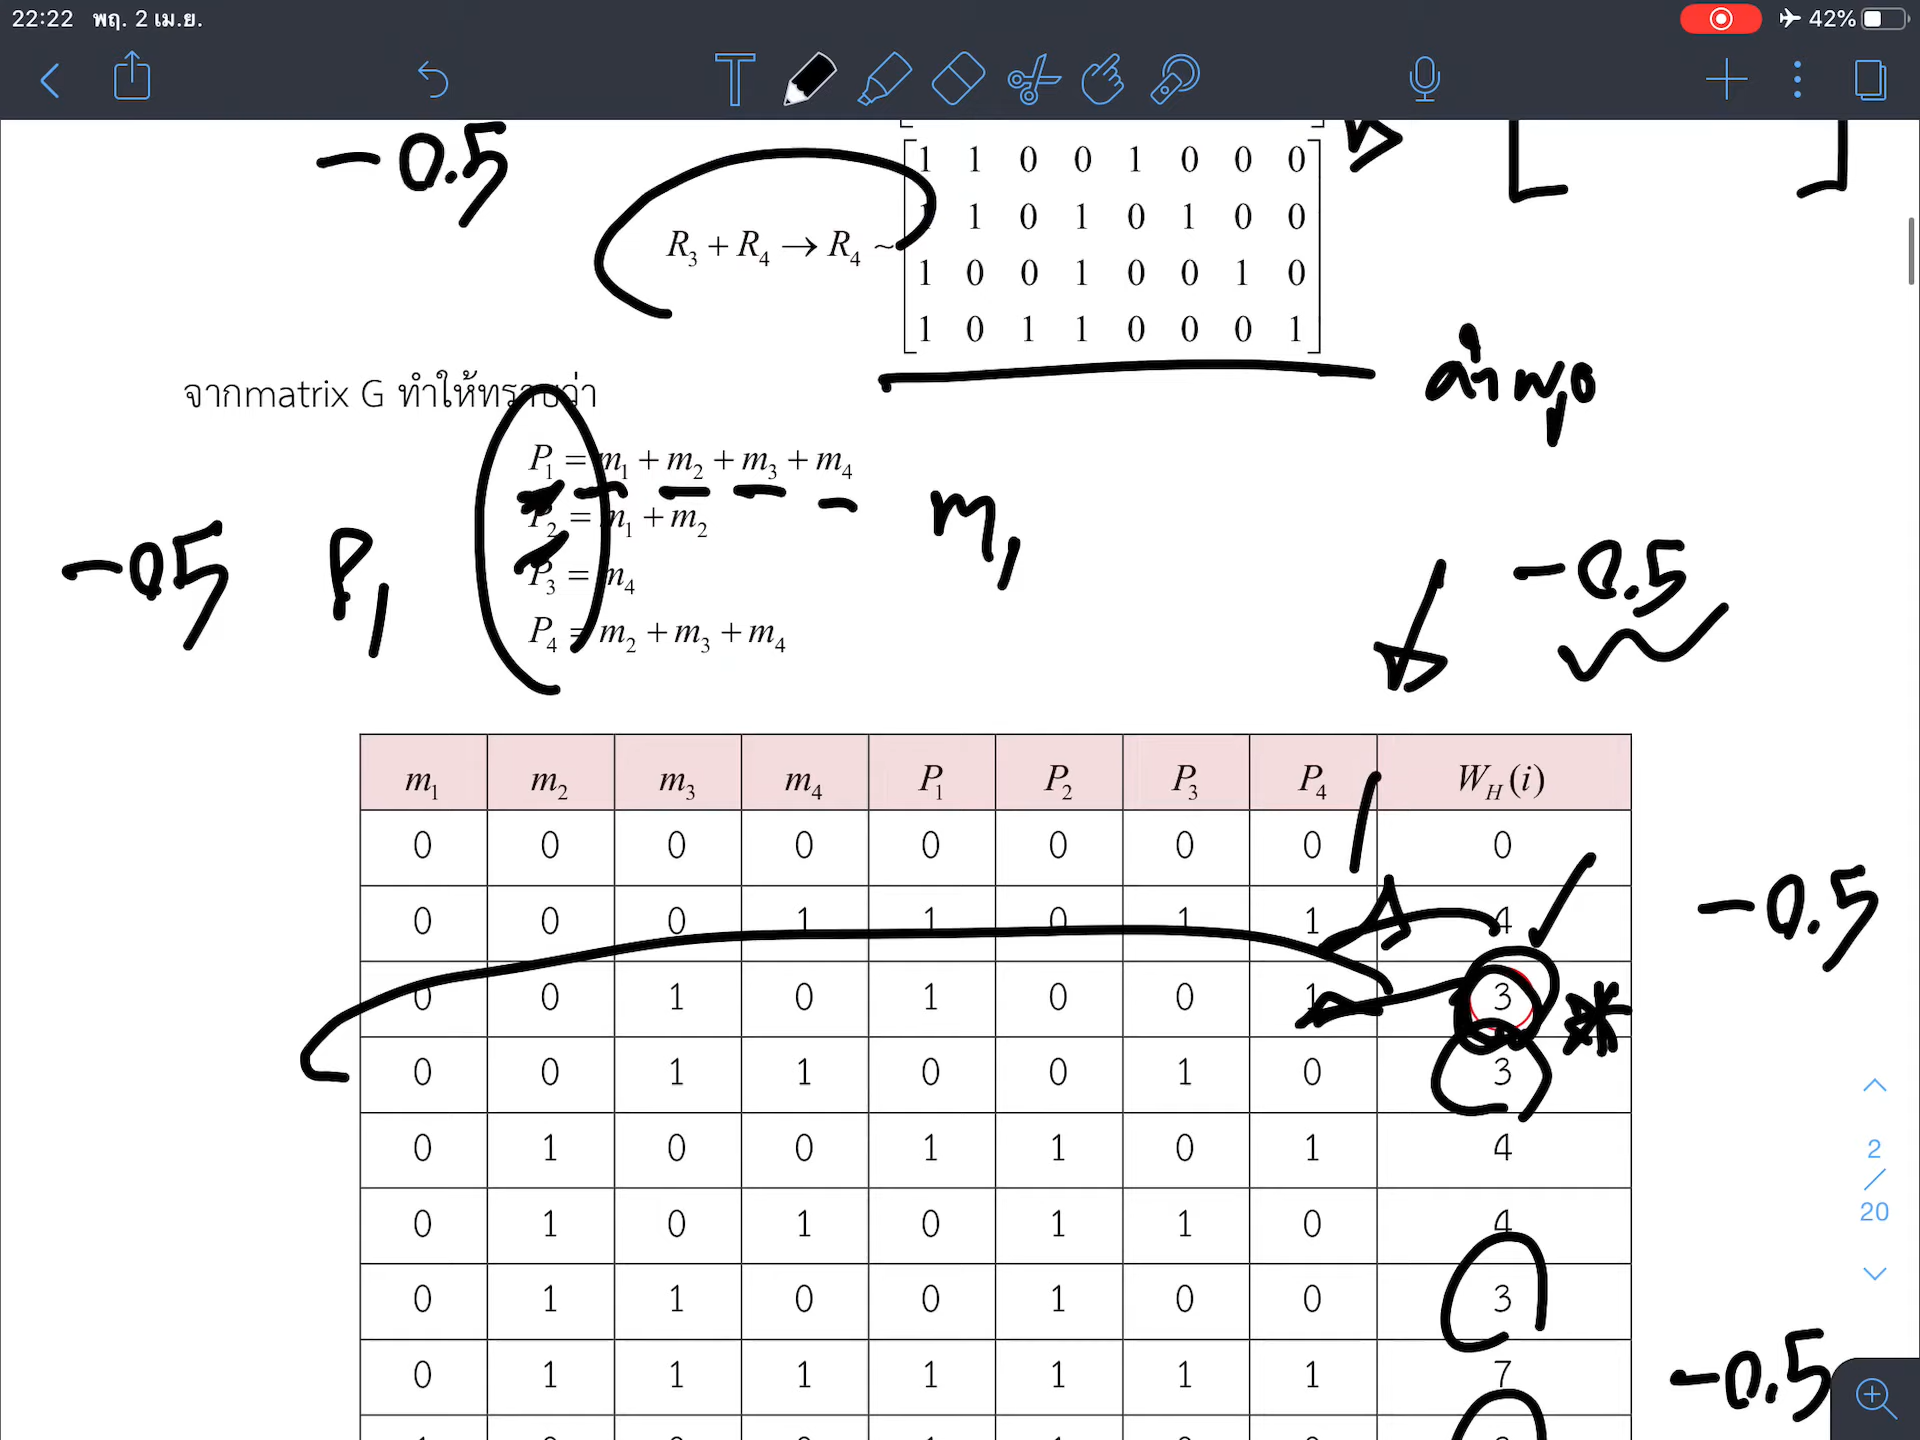 22:22 พฤ. 2 เม.ย.
42%
-0.5
1 1 0 0 1 0 0 0
1 0 1 0 1 0 0
R3 + R4 → R4 ~
1 0 0 1 0 0 1 0
1 0 1 1 0 0 0 1
จากmatrix G ทำให้ทราบว่า
P1 = m1 + m2 + m3 + m4
P2 = m1 + m2
P3 = m4
P4 = m2 + m3 + m4
-05 P1
m1
-0.5
m1 m2 m3 m4 P1 P2 P3 P4 WH(i)
0 0 0 0 0 0 0 0 0
0 0 0 1 1 0 1 1 4
-0.5
0 0 1 0 1 0 0 1 3 *
0 0 1 1 0 0 1 0 3
0 1 0 0 1 1 0 1 4
0 1 0 1 0 1 1 0 4
0 1 1 0 0 1 0 0 3
0 1 1 1 1 1 1 1 7
-0.5
2
/
20